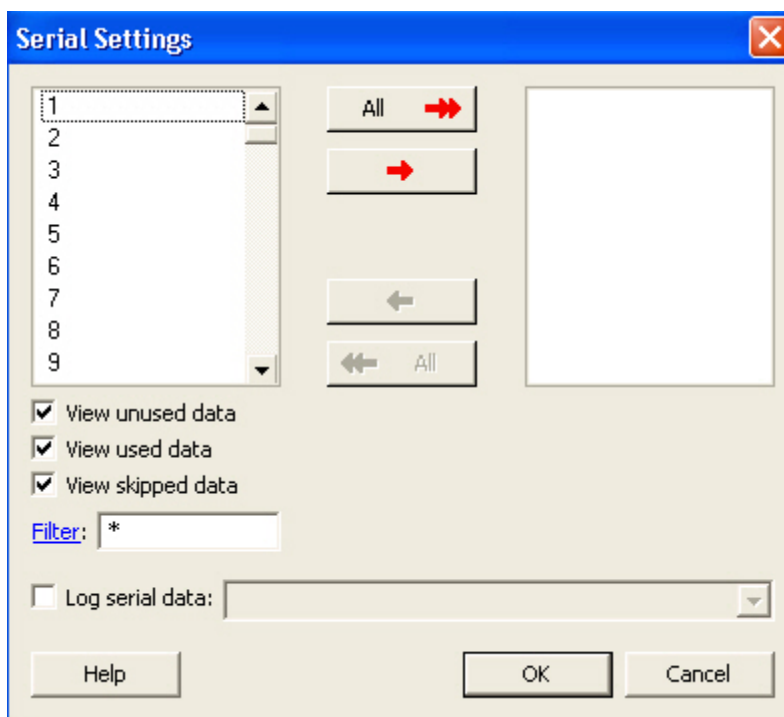 Serial Settings
1
2
3
4
5
6
7
8
9
All
All
View unused data
View used data
View skipped data
Filter: *
Log serial data:
Help
OK
Cancel